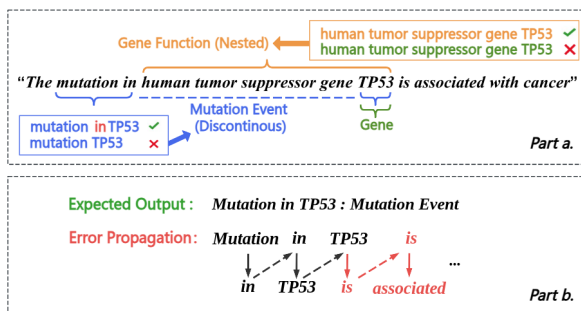 human tumor suppressor gene TP53 ✓
Gene Function (Nested)
human tumor suppressor gene TP53 ✗
“The mutation in human tumor suppressor gene TP53 is associated with cancer”
Mutation Event
(Discontinous)
Gene
mutation in TP53 ✓
mutation TP53 ✗
Part a.
Expected Output : Mutation in TP53 : Mutation Event
Error Propagation : Mutation in TP53 is
...
in TP53 is associated
Part b.